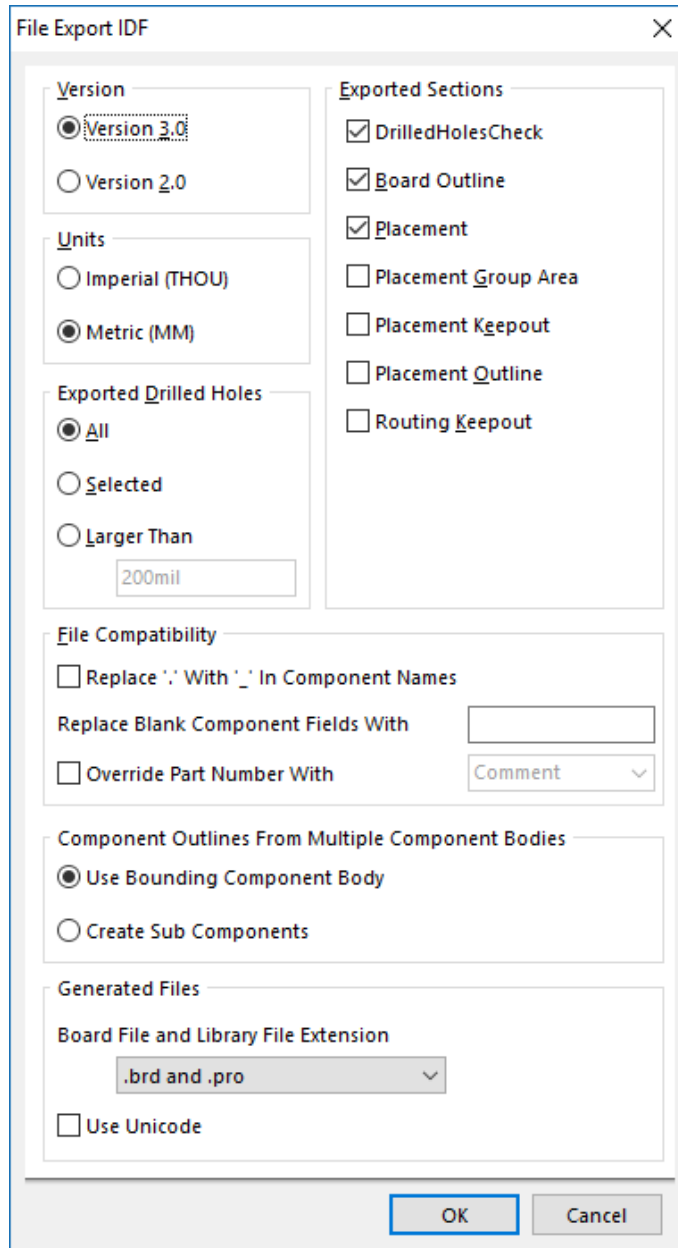 File Export IDF
Version
Version 3.0
Version 2.0
Units
Imperial (THOU)
Metric (MM)
Exported Drilled Holes
All
Selected
Larger Than
200mil
Exported Sections
DrilledHolesCheck
Board Outline
Placement
Placement Group Area
Placement Keepout
Placement Outline
Routing Keepout
File Compatibility
Replace '.' With '_' In Component Names
Replace Blank Component Fields With
Override Part Number With
Comment
Component Outlines From Multiple Component Bodies
Use Bounding Component Body
Create Sub Components
Generated Files
Board File and Library File Extension
.brd and .pro
Use Unicode
OK
Cancel